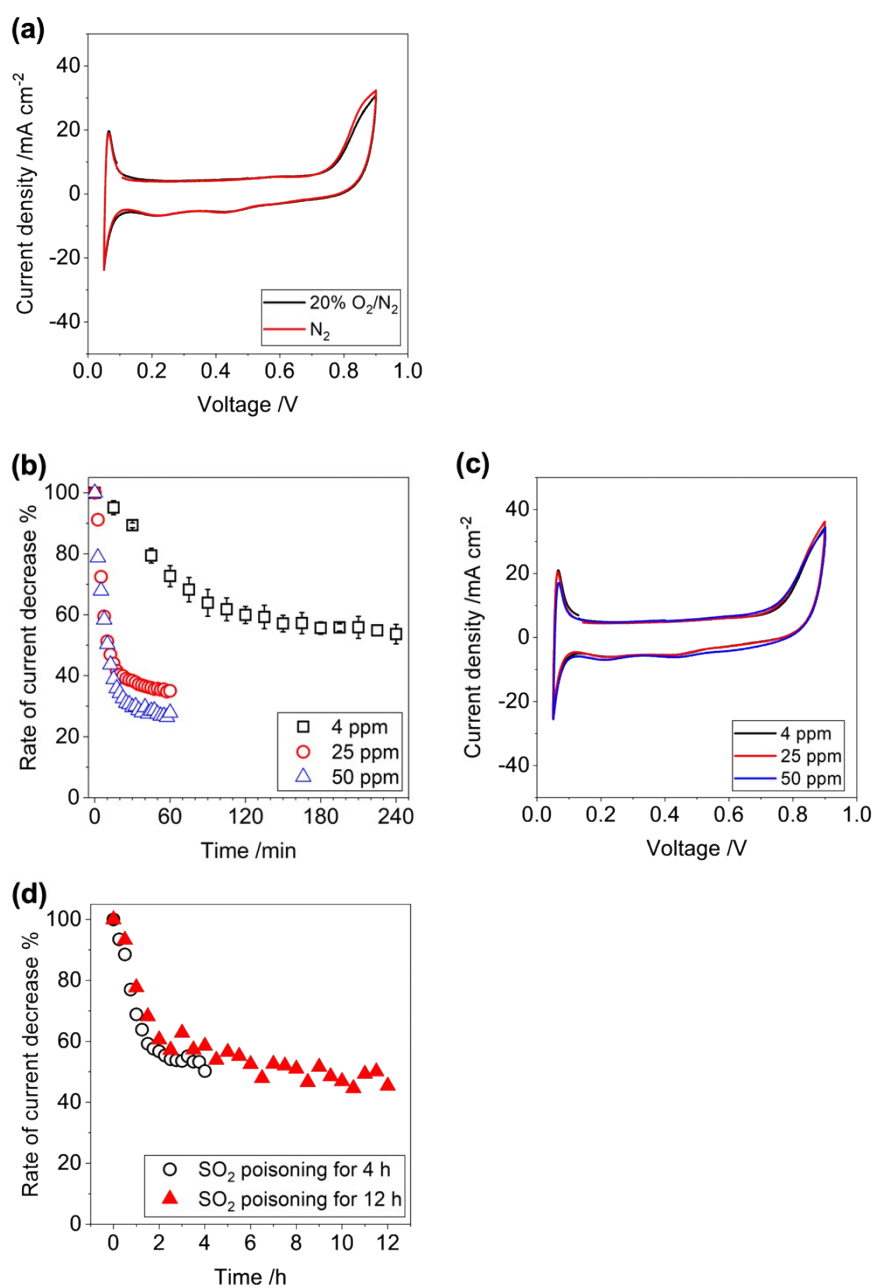 (a)
Current density /mA cm⁻²
40
20
0
-20
-40
20% O₂/N₂
N₂
0.0 0.2 0.4 0.6 0.8 1.0
Voltage /V
(b)
Rate of current decrease %
100
80
60
40
20
0
4 ppm
25 ppm
50 ppm
0 60 120 180 240
Time /min
(c)
Current density /mA cm⁻²
40
20
0
-20
-40
4 ppm
25 ppm
50 ppm
0.0 0.2 0.4 0.6 0.8 1.0
Voltage /V
(d)
Rate of current decrease %
100
80
60
40
20
0
SO₂ poisoning for 4 h
SO₂ poisoning for 12 h
0 2 4 6 8 10 12
Time /h